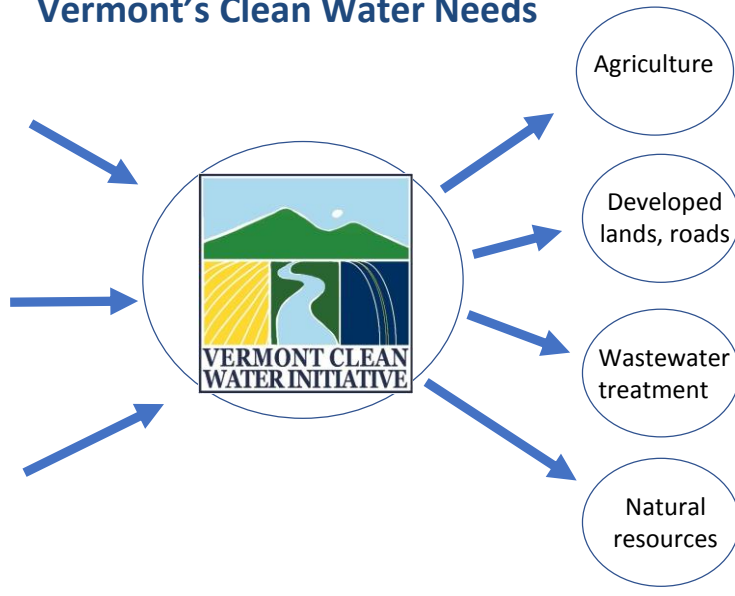 Vermont's Clean Water Needs
Agriculture
Developed
lands, roads
VERMONT CLEAN
WATER INITIATIVE
Wastewater
treatment
Natural
resources